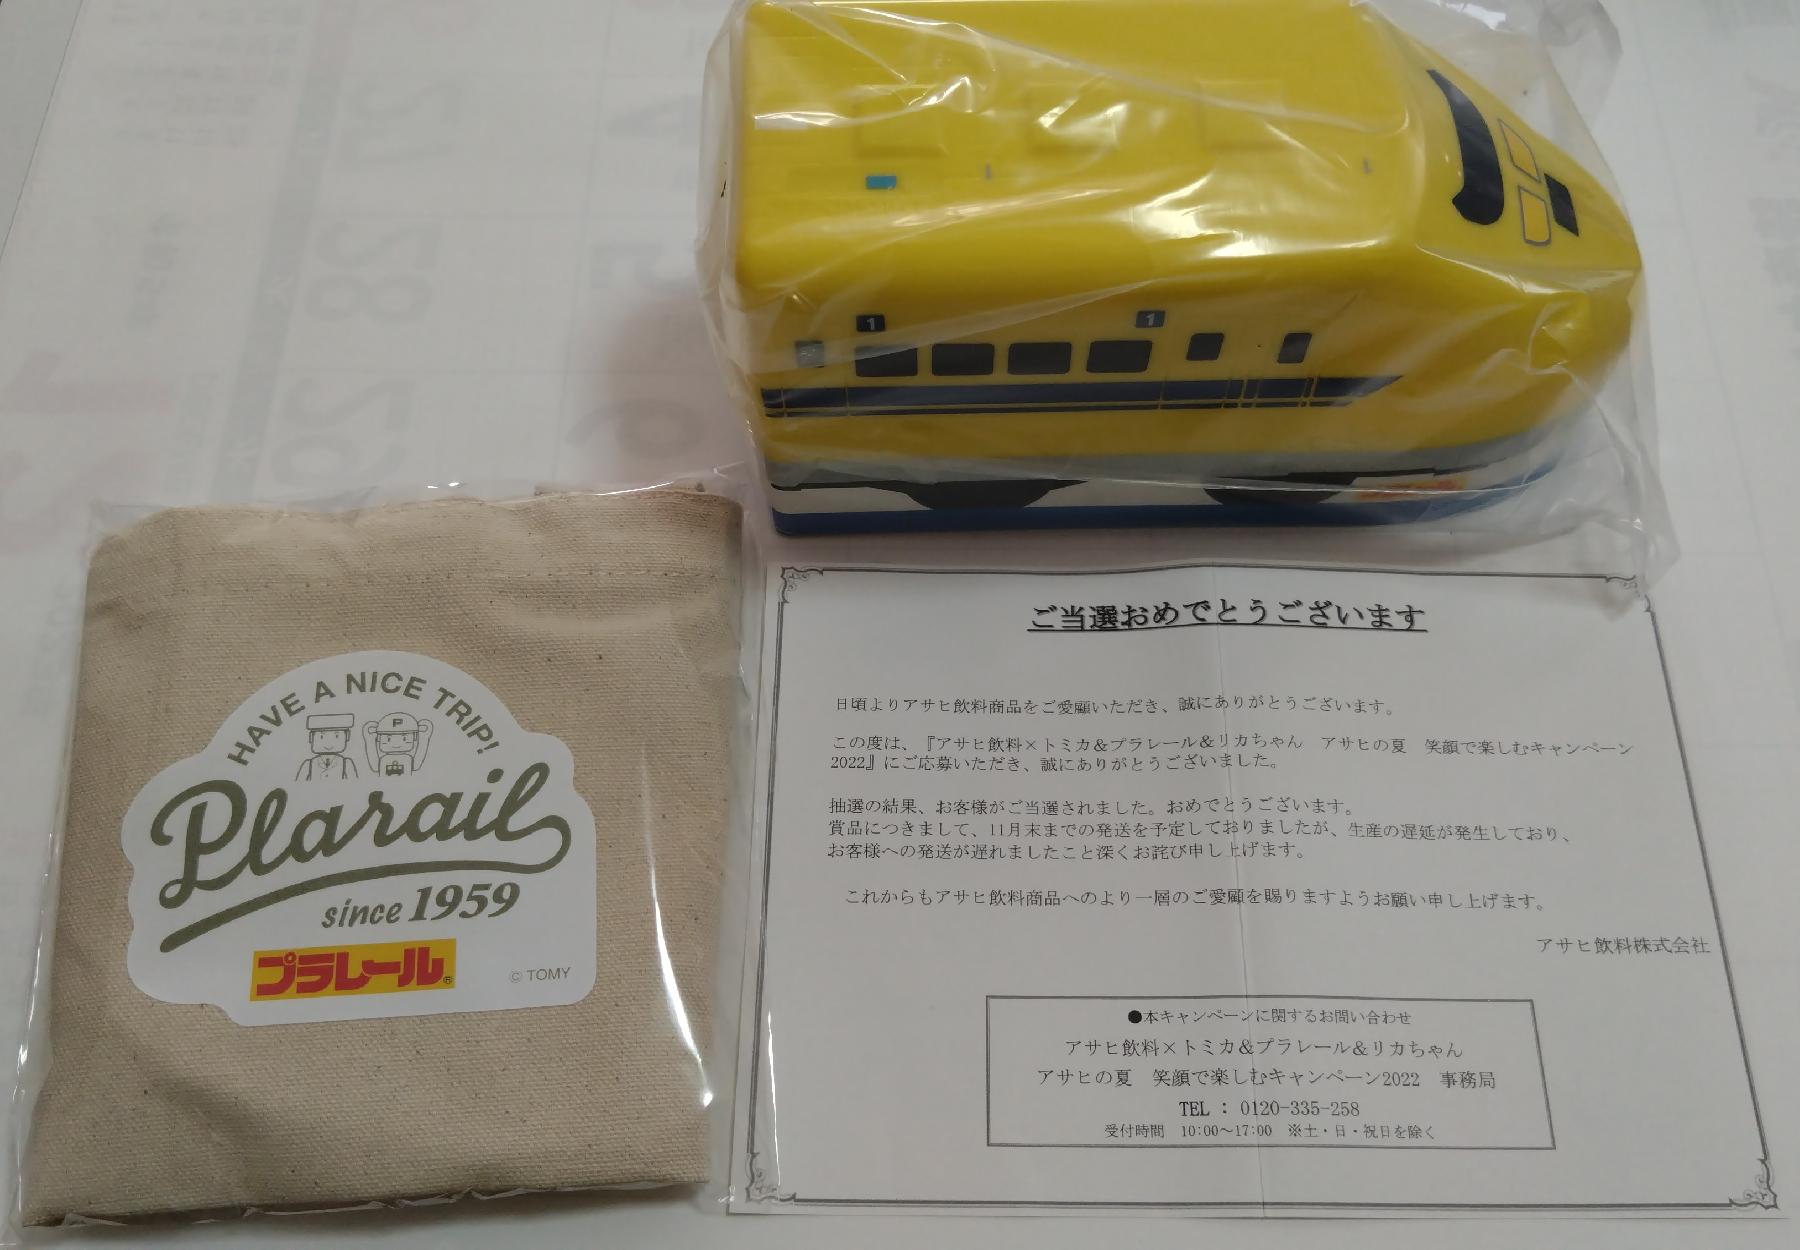 HAVE A NICE TRIP!
P
Plarail
since 1959
プラレール®
© TOMY
1
1
プラレール
ご当選おめでとうございます
日頃よりアサヒ飲料商品をご愛顧いただき、誠にありがとうございます。
この度は、『アサヒ飲料×トミカ&プラレール&リカちゃん　アサヒの夏　笑顔で楽しむキャンペーン
2022』にご応募いただき、誠にありがとうございました。
抽選の結果、お客様がご当選されました。おめでとうございます。
賞品につきまして、11月末までの発送を予定しておりましたが、生産の遅延が発生しており、
お客様への発送が遅れましたこと深くお詫び申し上げます。
これからもアサヒ飲料商品へのより一層のご愛顧を賜りますようお願い申し上げます。
アサヒ飲料株式会社
●本キャンペーンに関するお問い合わせ
アサヒ飲料×トミカ&プラレール&リカちゃん
アサヒの夏　笑顔で楽しむキャンペーン2022　事務局
TEL : 0120-335-258
受付時間　10:00～17:00　※土・日・祝日を除く